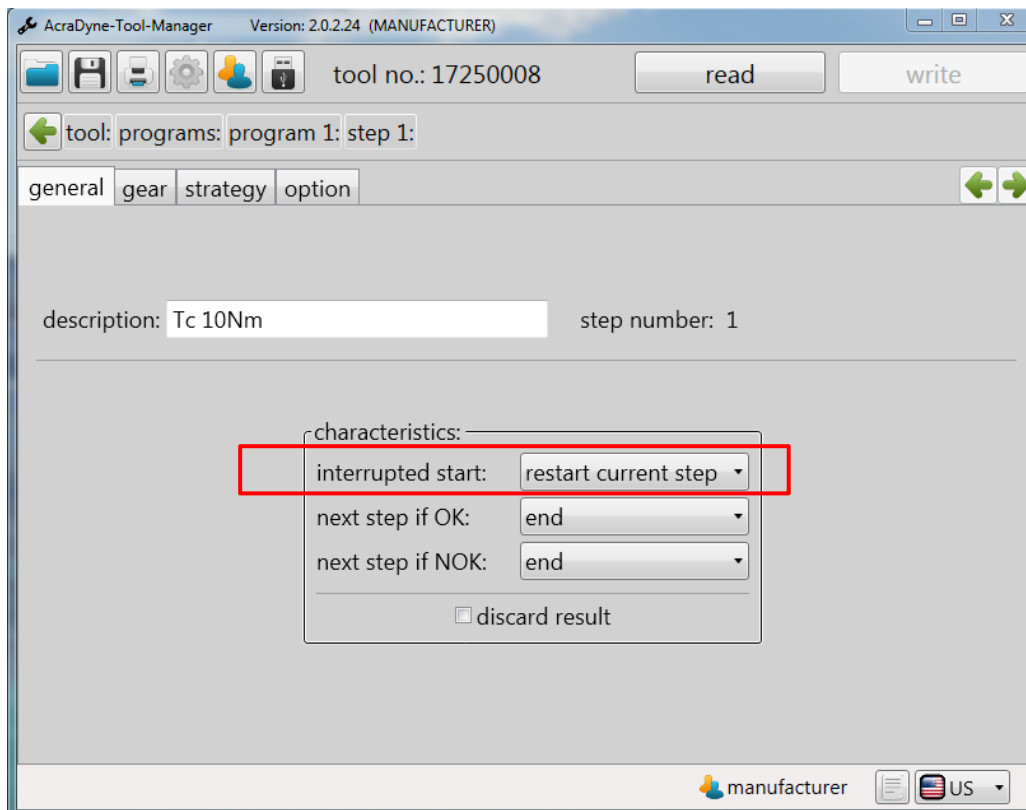 AcraDyne-Tool-Manager Version: 2.0.2.24 (MANUFACTURER)
tool no.: 17250008 read write
tool: programs: program 1: step 1:
general gear strategy option
description: Tc 10Nm step number: 1
characteristics:
interrupted start: restart current step
next step if OK: end
next step if NOK: end
discard result
manufacturer US